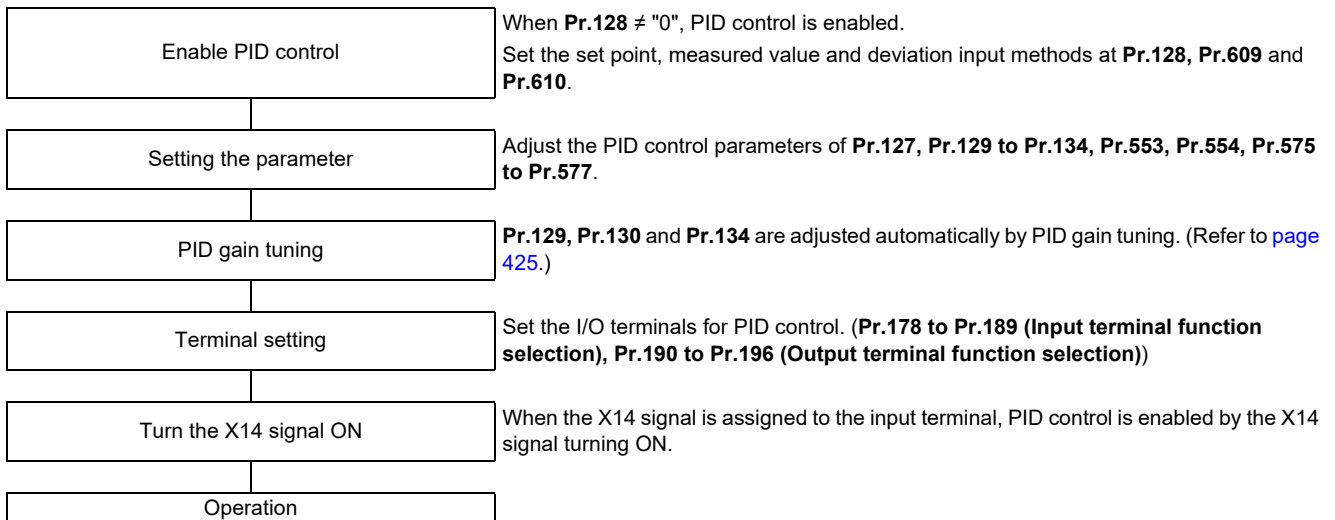 Enable PID control
When Pr.128 ≠ "0", PID control is enabled.
Set the set point, measured value and deviation input methods at Pr.128, Pr.609 and
Pr.610.
Setting the parameter
Adjust the PID control parameters of Pr.127, Pr.129 to Pr.134, Pr.553, Pr.554, Pr.575
to Pr.577.
PID gain tuning
Pr.129, Pr.130 and Pr.134 are adjusted automatically by PID gain tuning. (Refer to page
425.)
Terminal setting
Set the I/O terminals for PID control. (Pr.178 to Pr.189 (Input terminal function
selection), Pr.190 to Pr.196 (Output terminal function selection))
Turn the X14 signal ON
When the X14 signal is assigned to the input terminal, PID control is enabled by the X14
signal turning ON.
Operation